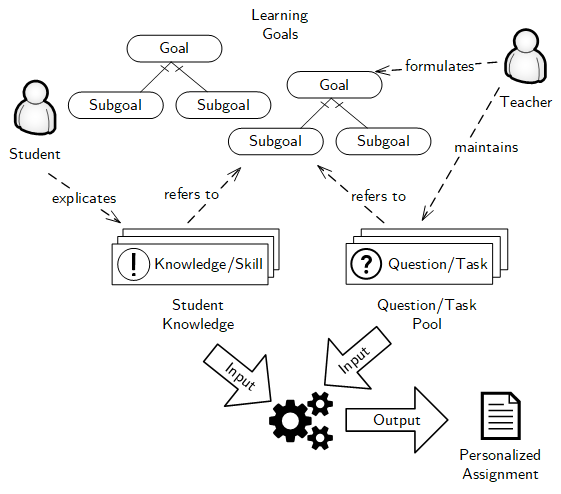 Learning
Goals
Goal
Subgoal
Subgoal
Goal
Subgoal
Subgoal
formulates
Teacher
maintains
Student
explicates
refers to
refers to
! Knowledge/Skill
? Question/Task
Student
Knowledge
Question/Task
Pool
Input
Input
Output
Personalized
Assignment